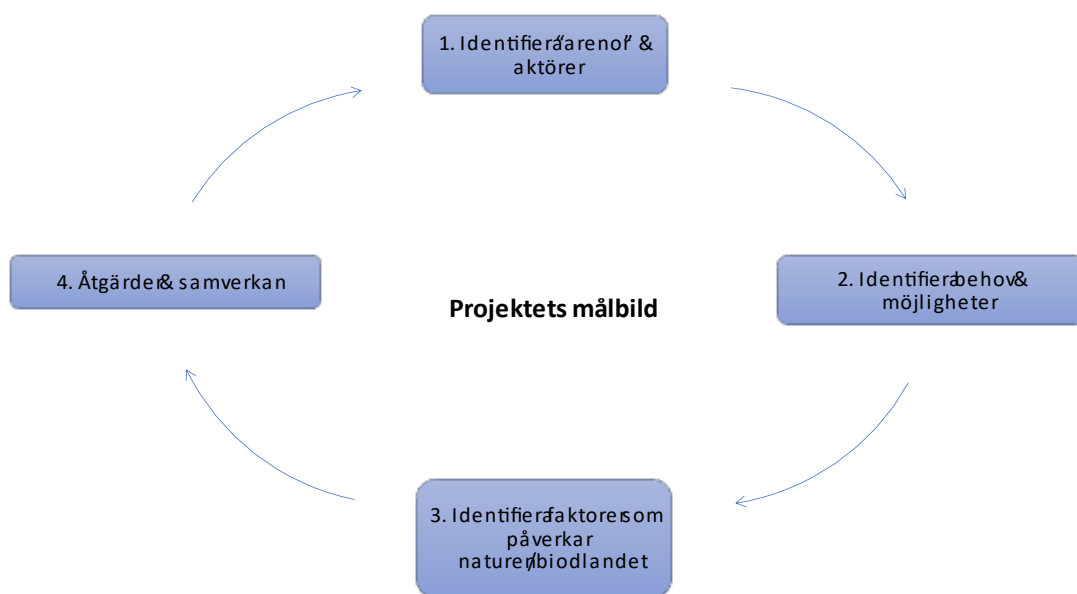 1. Identifiera "arenor" &
aktörer
4. Åtgärder & samverkan
2. Identifiera behov &
möjligheter
Projektets målbild
3. Identifiera faktorer som
påverkar
naturen/biodlandet